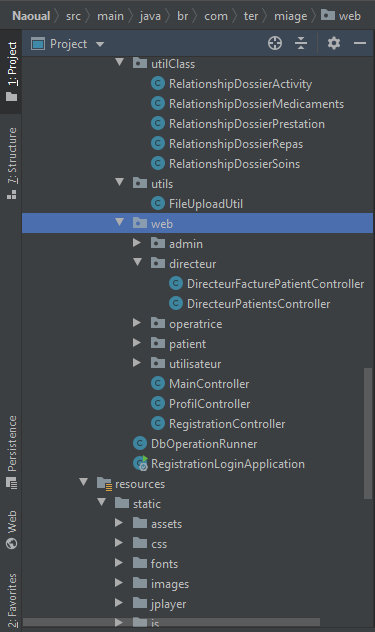 Naoual src main java br com ter miage web
Project
utilClass
RelationshipDossierActivity
RelationshipDossierMedicaments
RelationshipDossierPrestation
RelationshipDossierRepas
RelationshipDossierSoins
utils
FileUploadUtil
web
admin
directeur
DirecteurFacturePatientController
DirecteurPatientsController
operatrice
patient
utilisateur
MainController
ProfilController
RegistrationController
DbOperationRunner
RegistrationLoginApplication
resources
static
assets
css
fonts
images
jplayer
js
1: Project
7: Structure
Persistence
Web
2: Favorites